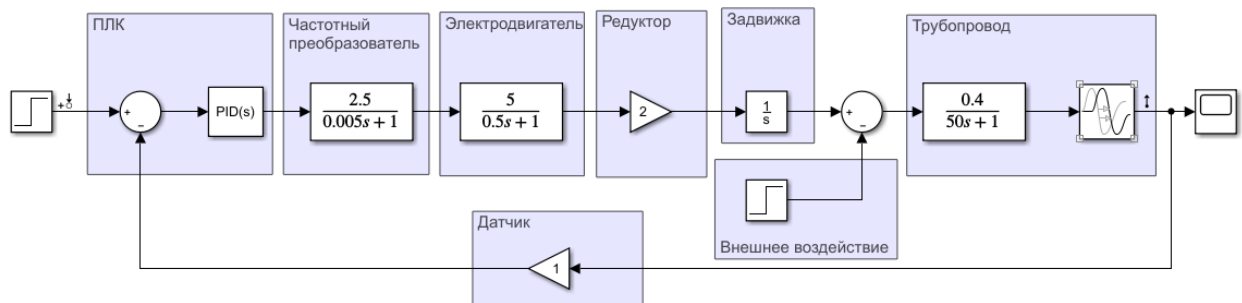 ПЛК
Частотный
преобразователь
Электродвигатель
Редуктор
Задвижка
Трубопровод
+
−
PID(s)
2.5
0.005s + 1
5
0.5s + 1
2
1
s
+
−
0.4
50s + 1
Внешнее воздействие
Датчик
1